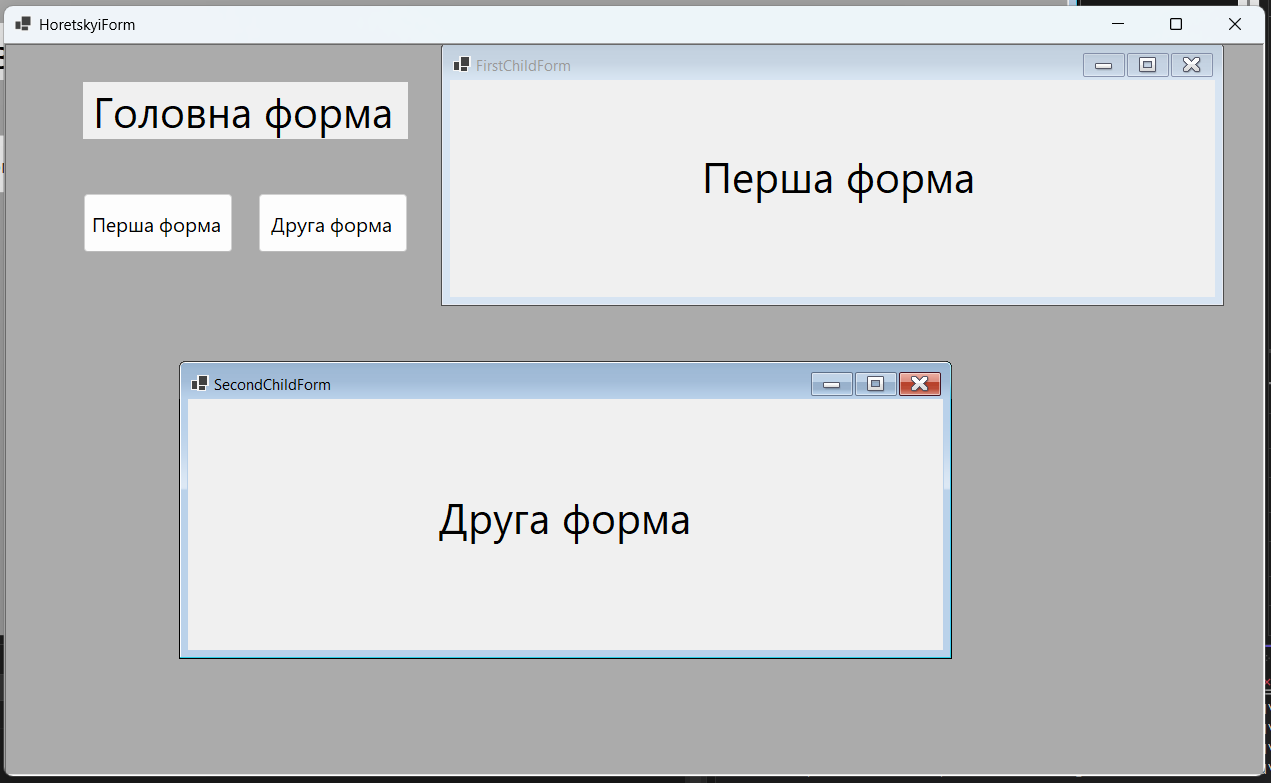 HoretskyiForm
Головна форма
Перша форма
Друга форма
FirstChildForm
Перша форма
SecondChildForm
Друга форма